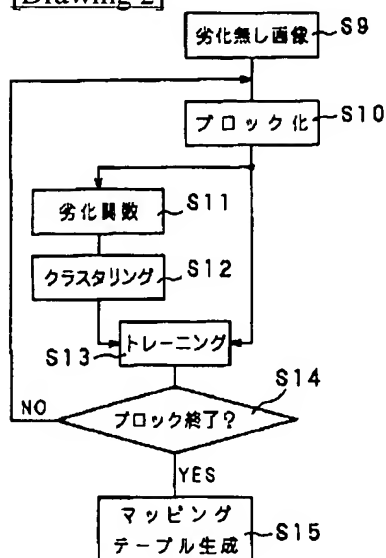 [Drawing 2]
劣化無し画像 S9
ブロック化 S10
劣化関数 S11
クラスタリング S12
トレーニング
S13
S14
ブロック終了?
NO
YES
マッピング
テーブル生成 S15